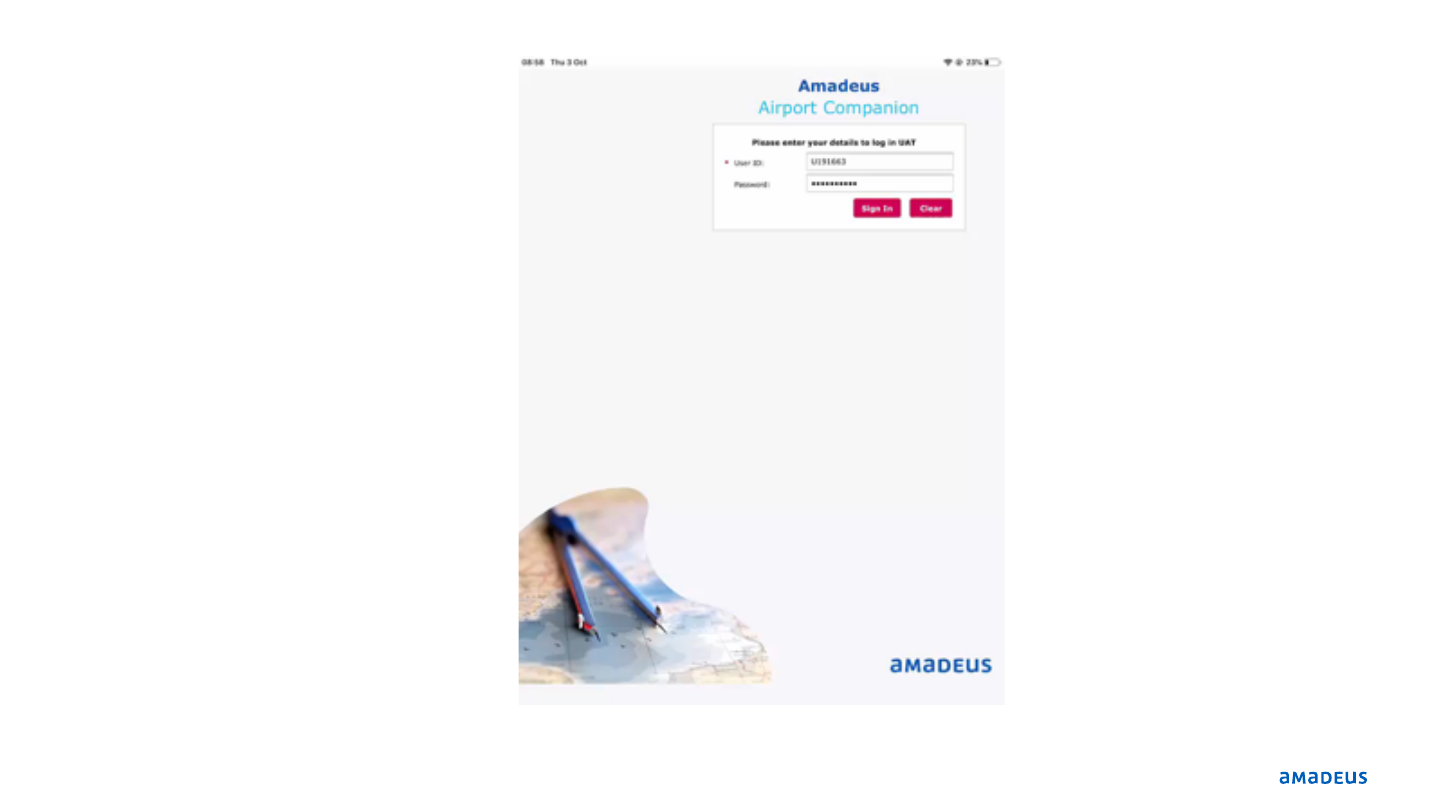 08:58 Thu 3 Oct 23%
Amadeus
Airport Companion
Please enter your details to log in UAT
* User ID: U191663
Password: ••••••••••
Sign In Clear
amadeus
amadeus